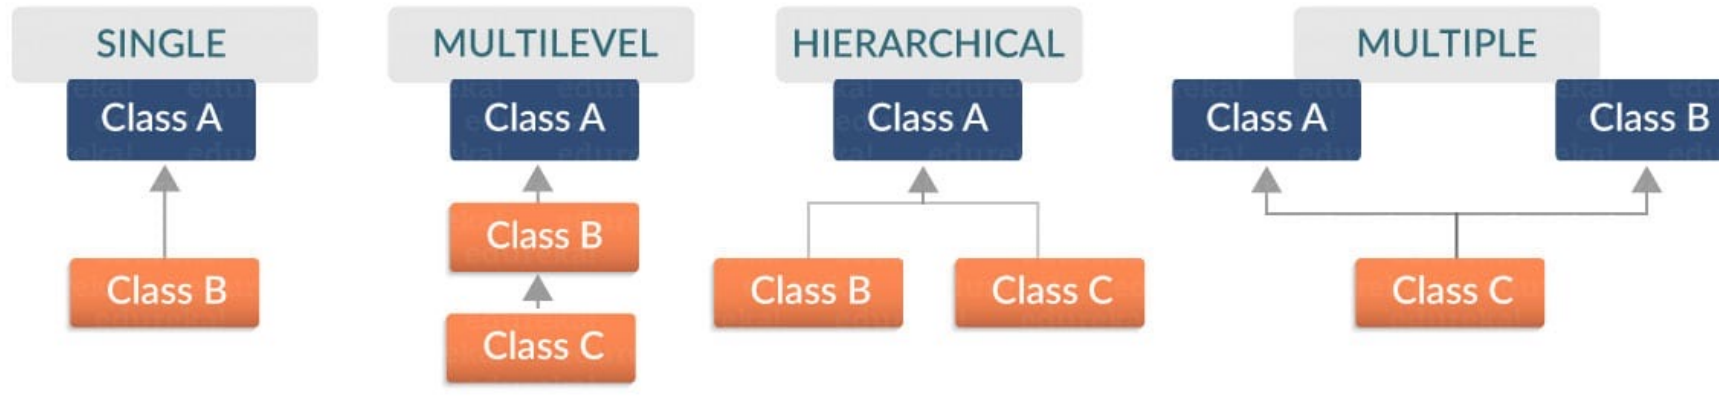 SINGLE
Class A
Class B
MULTILEVEL
Class A
Class B
Class C
HIERARCHICAL
Class A
Class B
Class C
MULTIPLE
Class A
Class B
Class C